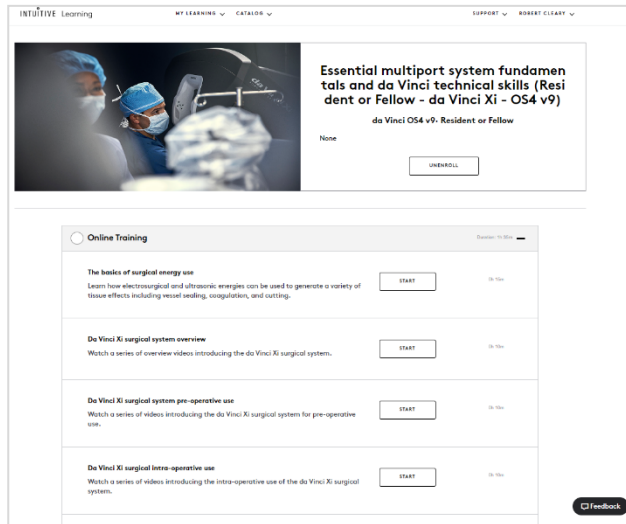 INTUITIVE Learning
MY LEARNING
CATALOG
SUPPORT
ROBERT CLEARY
Essential multiport system fundamen
tals and da Vinci technical skills (Resi
dent or Fellow - da Vinci Xi - OS4 v9)
da Vinci OS4 v9• Resident or Fellow
None
UNENROLL
Online Training
The basics of surgical energy use
Learn how electrosurgical and ultrasonic energies can be used to generate a variety of
tissue effects including vessel sealing, coagulation, and cutting.
START
Da Vinci Xi surgical system overview
Watch a series of overview videos introducing the da Vinci Xi surgical system.
START
Da Vinci Xi surgical system pre-operative use
Watch a series of videos introducing the da Vinci Xi surgical system for pre-operative
use.
START
Da Vinci Xi surgical intra-operative use
Watch a series of videos introducing the intra-operative use of the da Vinci Xi surgical
system.
START
Feedback